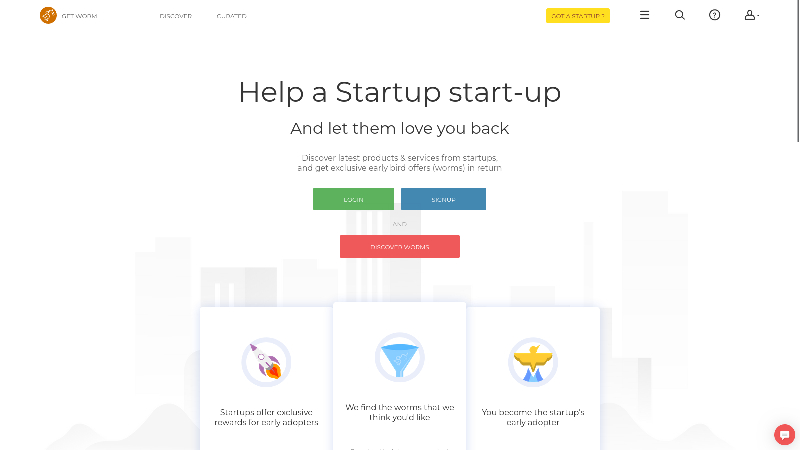 GET WORM
DISCOVER
CURATED
GOT A STARTUP ?
Help a Startup start-up
And let them love you back
Discover latest products & services from startups,
and get exclusive early bird offers (worms) in return
LOGIN
SIGNUP
AND
DISCOVER WORMS
Startups offer exclusive
rewards for early adopters
We find the worms that we
think you'd like
You become the startup's
early adopter